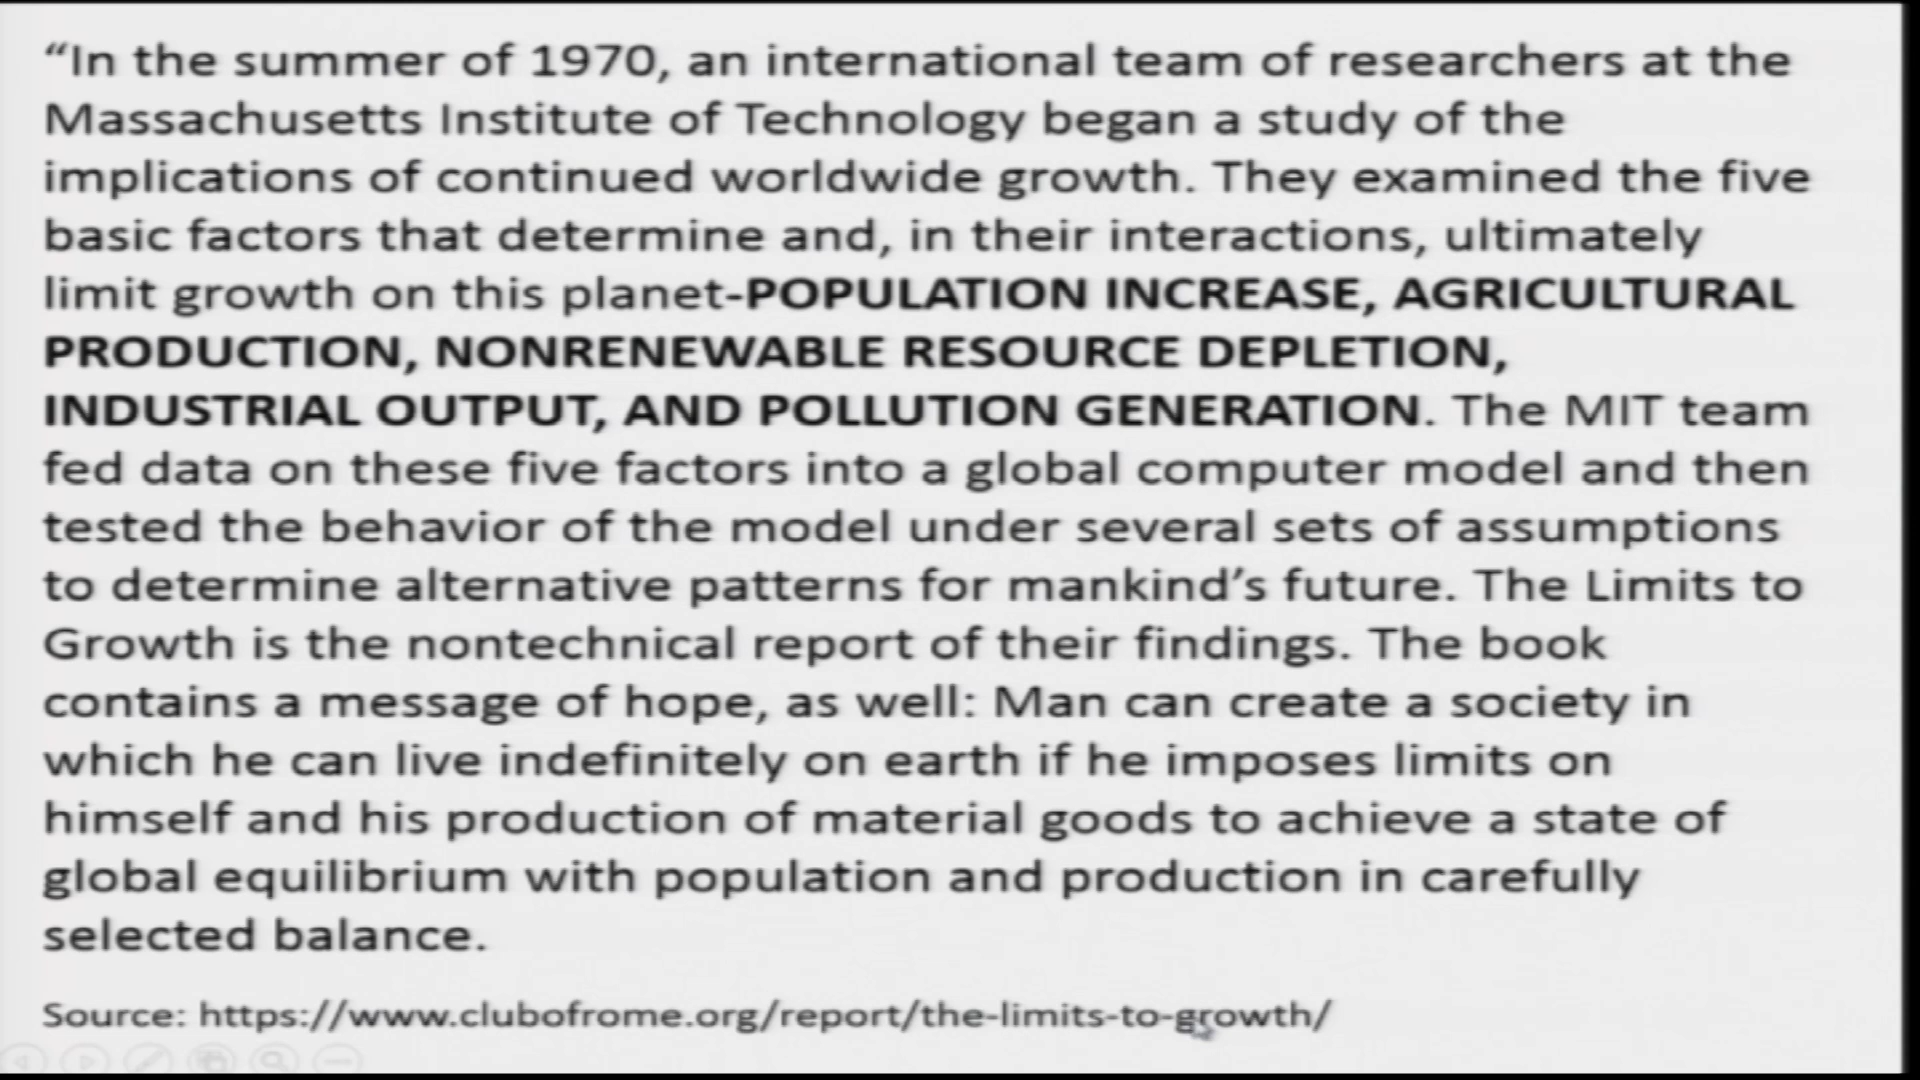 “In the summer of 1970, an international team of researchers at the
Massachusetts Institute of Technology began a study of the
implications of continued worldwide growth. They examined the five
basic factors that determine and, in their interactions, ultimately
limit growth on this planet-POPULATION INCREASE, AGRICULTURAL
PRODUCTION, NONRENEWABLE RESOURCE DEPLETION,
INDUSTRIAL OUTPUT, AND POLLUTION GENERATION. The MIT team
fed data on these five factors into a global computer model and then
tested the behavior of the model under several sets of assumptions
to determine alternative patterns for mankind’s future. The Limits to
Growth is the nontechnical report of their findings. The book
contains a message of hope, as well: Man can create a society in
which he can live indefinitely on earth if he imposes limits on
himself and his production of material goods to achieve a state of
global equilibrium with population and production in carefully
selected balance.
Source: https://www.clubofrome.org/report/the-limits-to-growth/